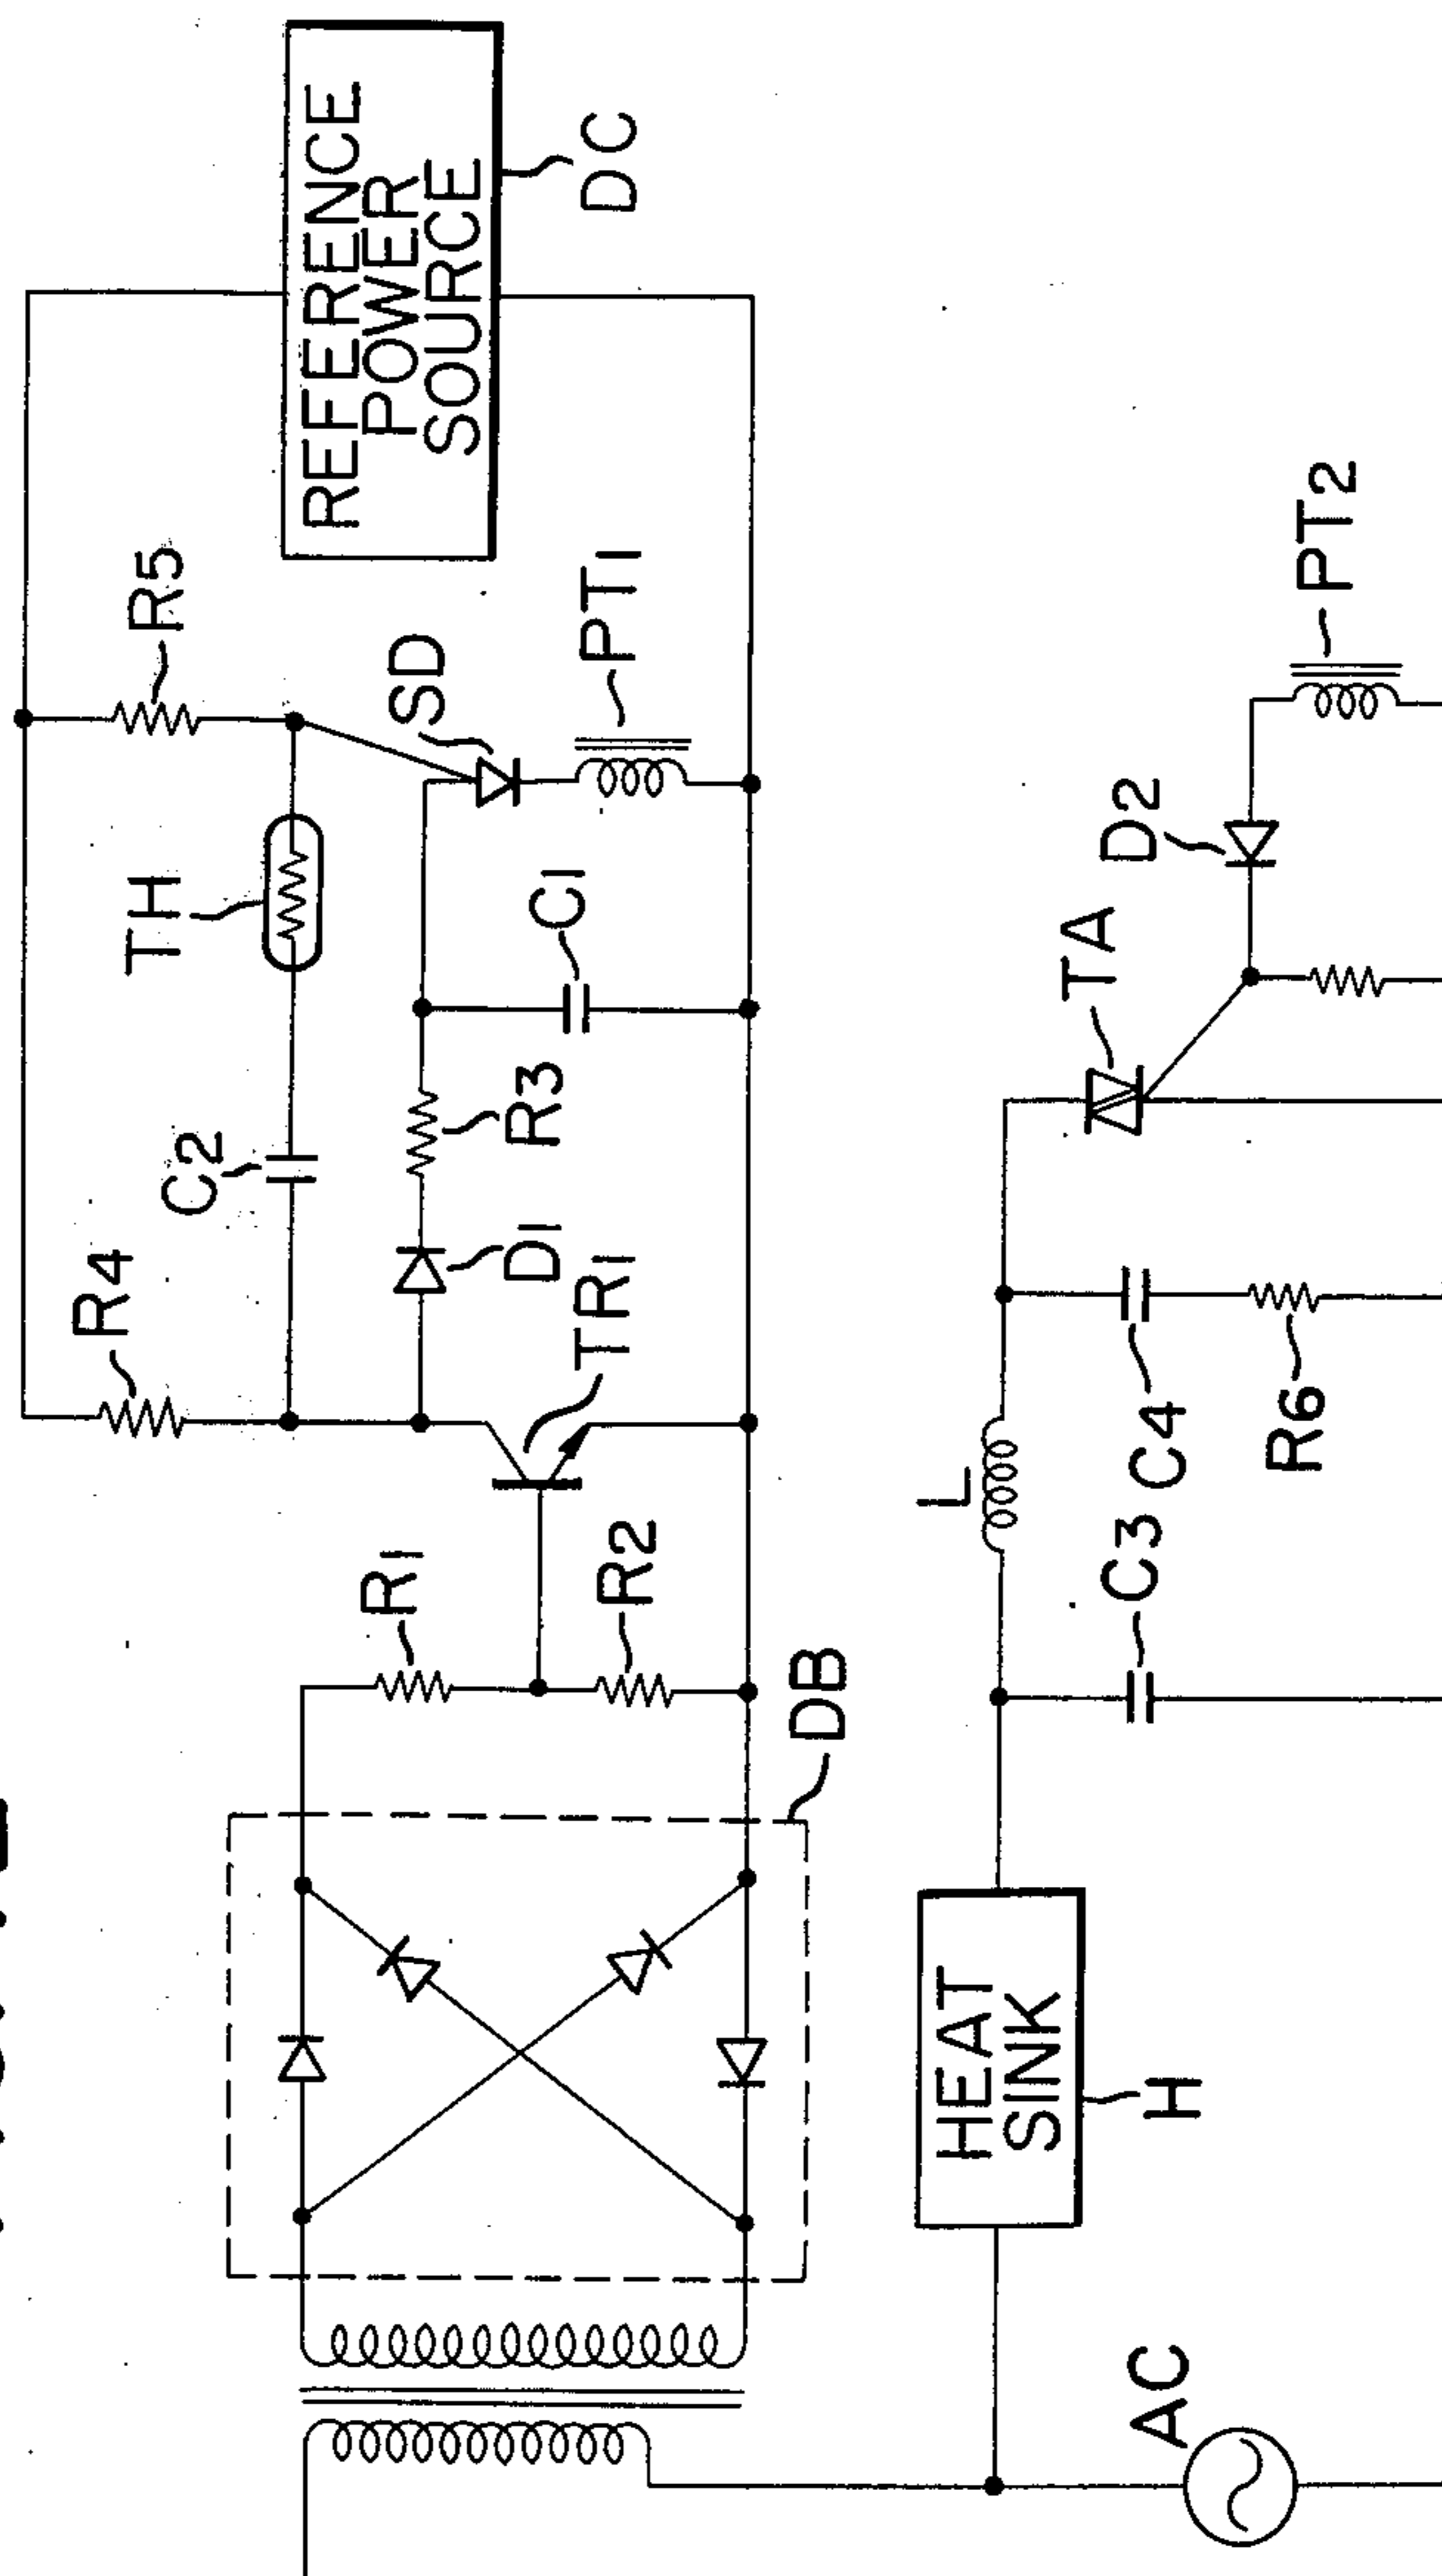 REFERENCE
POWER
SOURCE
DC
R5
SD
PT1
TH
C1
C2
R3
R4
D1
TR1
R1
R2
DB
PT2
D2
TA
L
C4
R6
C3
HEAT
SINK
H
AC